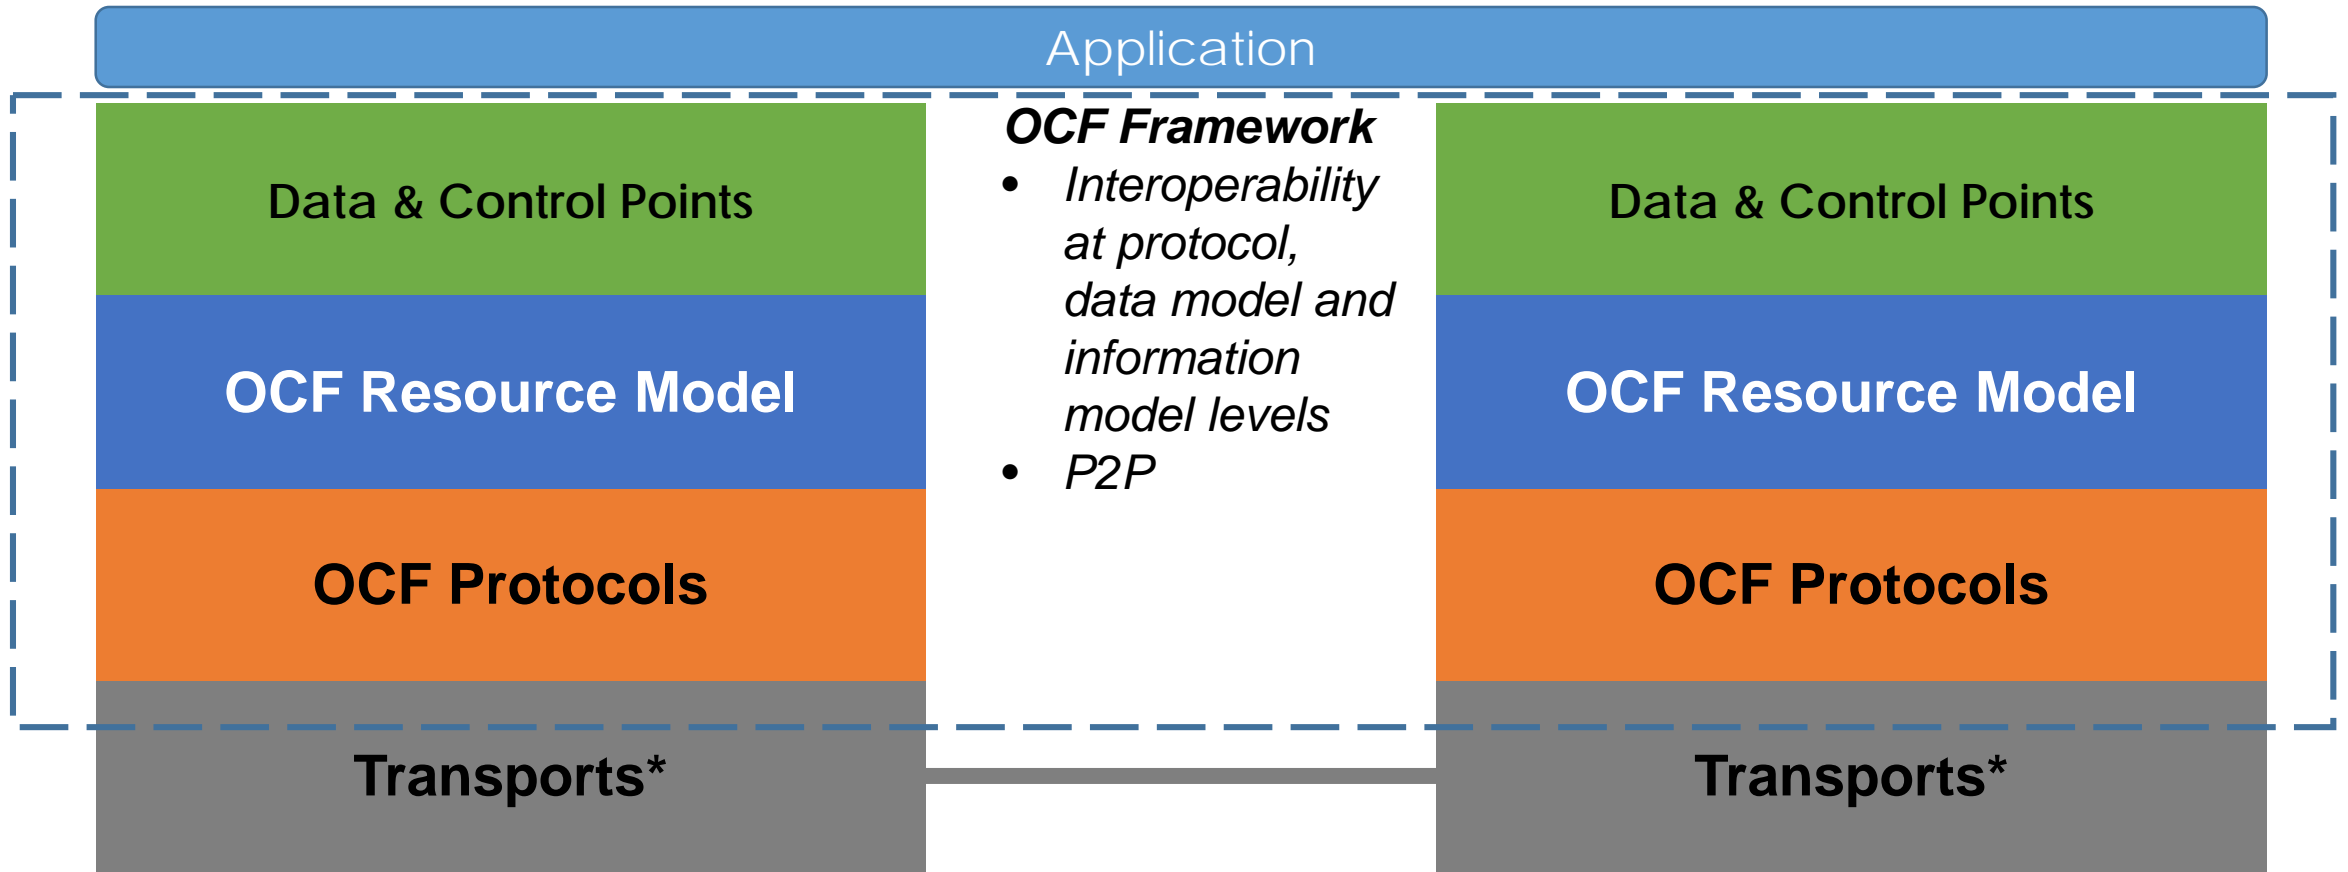 Application
Data & Control Points
OCF Resource Model
OCF Protocols
Transports*
OCF Framework
• Interoperability
at protocol,
data model and
information
model levels
• P2P
Data & Control Points
OCF Resource Model
OCF Protocols
Transports*